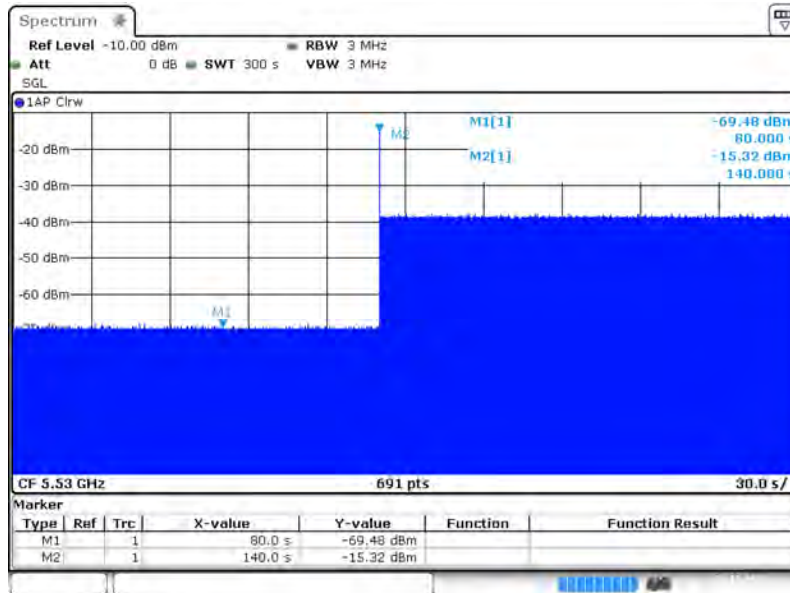 Spectrum
Ref Level -10.00 dBm RBW 3 MHz
Att 0 dB SWT 300 s VBW 3 MHz
SGL
1AP Clrw
M1[1] -69.48 dBm
80.000 s
M2[1] -15.32 dBm
140.000 s
M2
-20 dBm
-30 dBm
-40 dBm
-50 dBm
-60 dBm
M1
CF 5.53 GHz 691 pts 30.0 s/
Marker
Type Ref Trc X-value Y-value Function Function Result
M1 1 80.0 s -69.48 dBm
M2 1 140.0 s -15.32 dBm